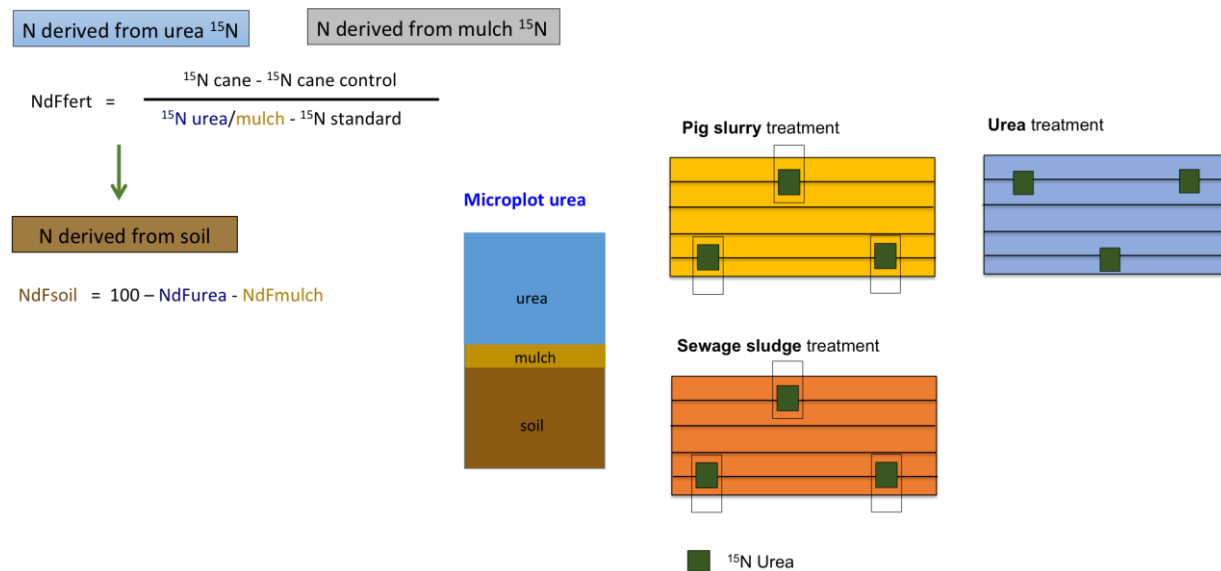 N derived from urea ¹⁵N
N derived from mulch ¹⁵N
¹⁵N cane - ¹⁵N cane control
NdFfert =
¹⁵N urea/mulch - ¹⁵N standard
N derived from soil
NdFsoil = 100 – NdFurea - NdFmulch
Microplot urea
urea
mulch
soil
Pig slurry treatment
Urea treatment
Sewage sludge treatment
¹⁵N Urea